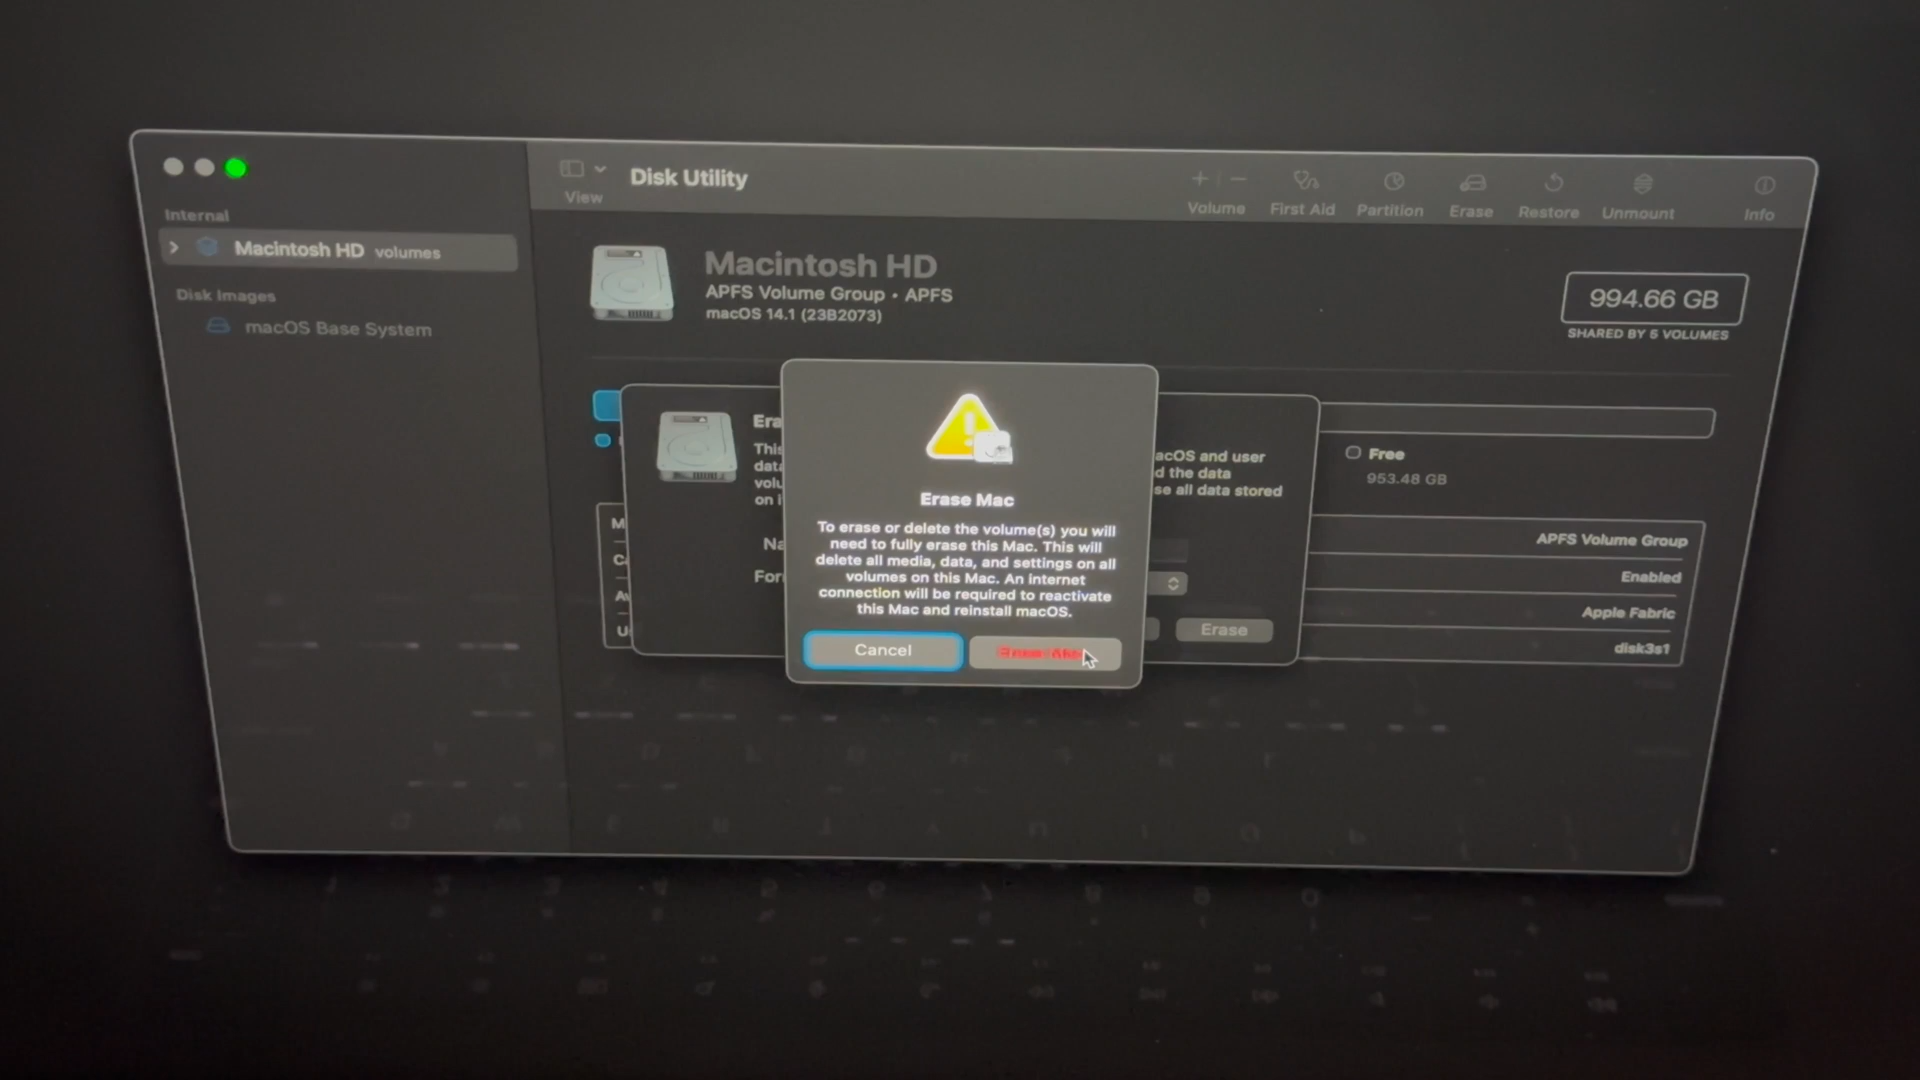 Disk Utility
View
Volume
First Aid
Partition
Erase
Restore
Unmount
Info
Internal
Macintosh HD volumes
Disk Images
macOS Base System
Macintosh HD
APFS Volume Group • APFS
macOS 14.1 (23B2073)
994.66 GB
SHARED BY 5 VOLUMES
Free
953.48 GB
acOS and user
d the data
se all data stored
on
Erase
Erase Mac
To erase or delete the volume(s) you will
need to fully erase this Mac. This will
delete all media, data, and settings on all
volumes on this Mac. An internet
connection will be required to reactivate
this Mac and reinstall macOS.
Cancel
APFS Volume Group
Enabled
Apple Fabric
disk3s1